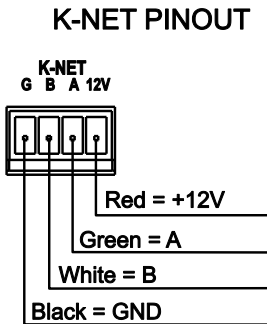 K-NET PINOUT
K-NET
G B A 12V
Red = +12V
Green = A
White = B
Black = GND